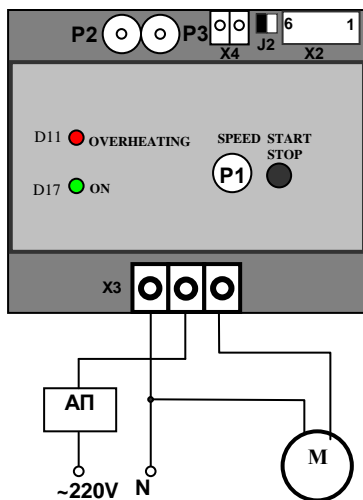 P2 P3 X4 J2 6 1 X2
D11 OVERHEATING
SPEED START
STOP
D17 ON
P1
X3
АП
M
~220V N